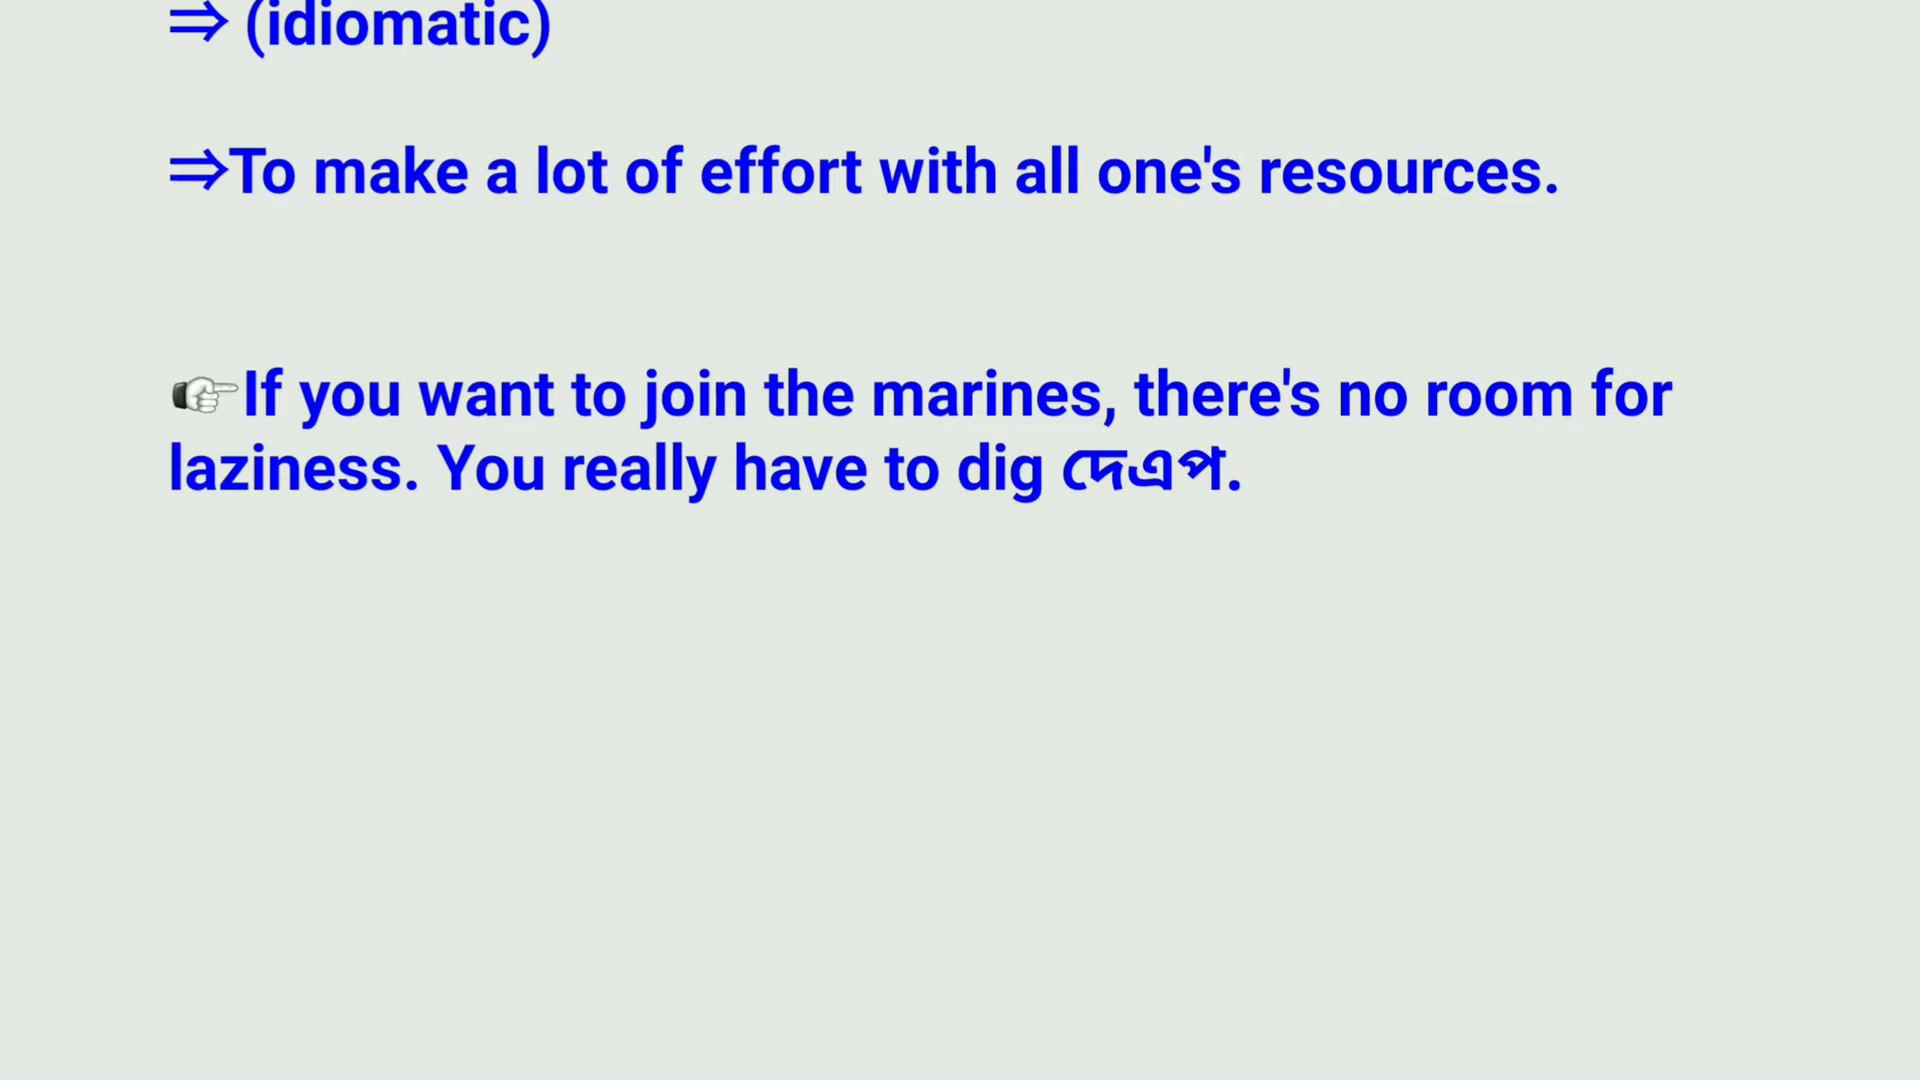 ⇒ (idiomatic)
⇒To make a lot of effort with all one's resources.
👉If you want to join the marines, there's no room for
laziness. You really have to dig দেএপ.